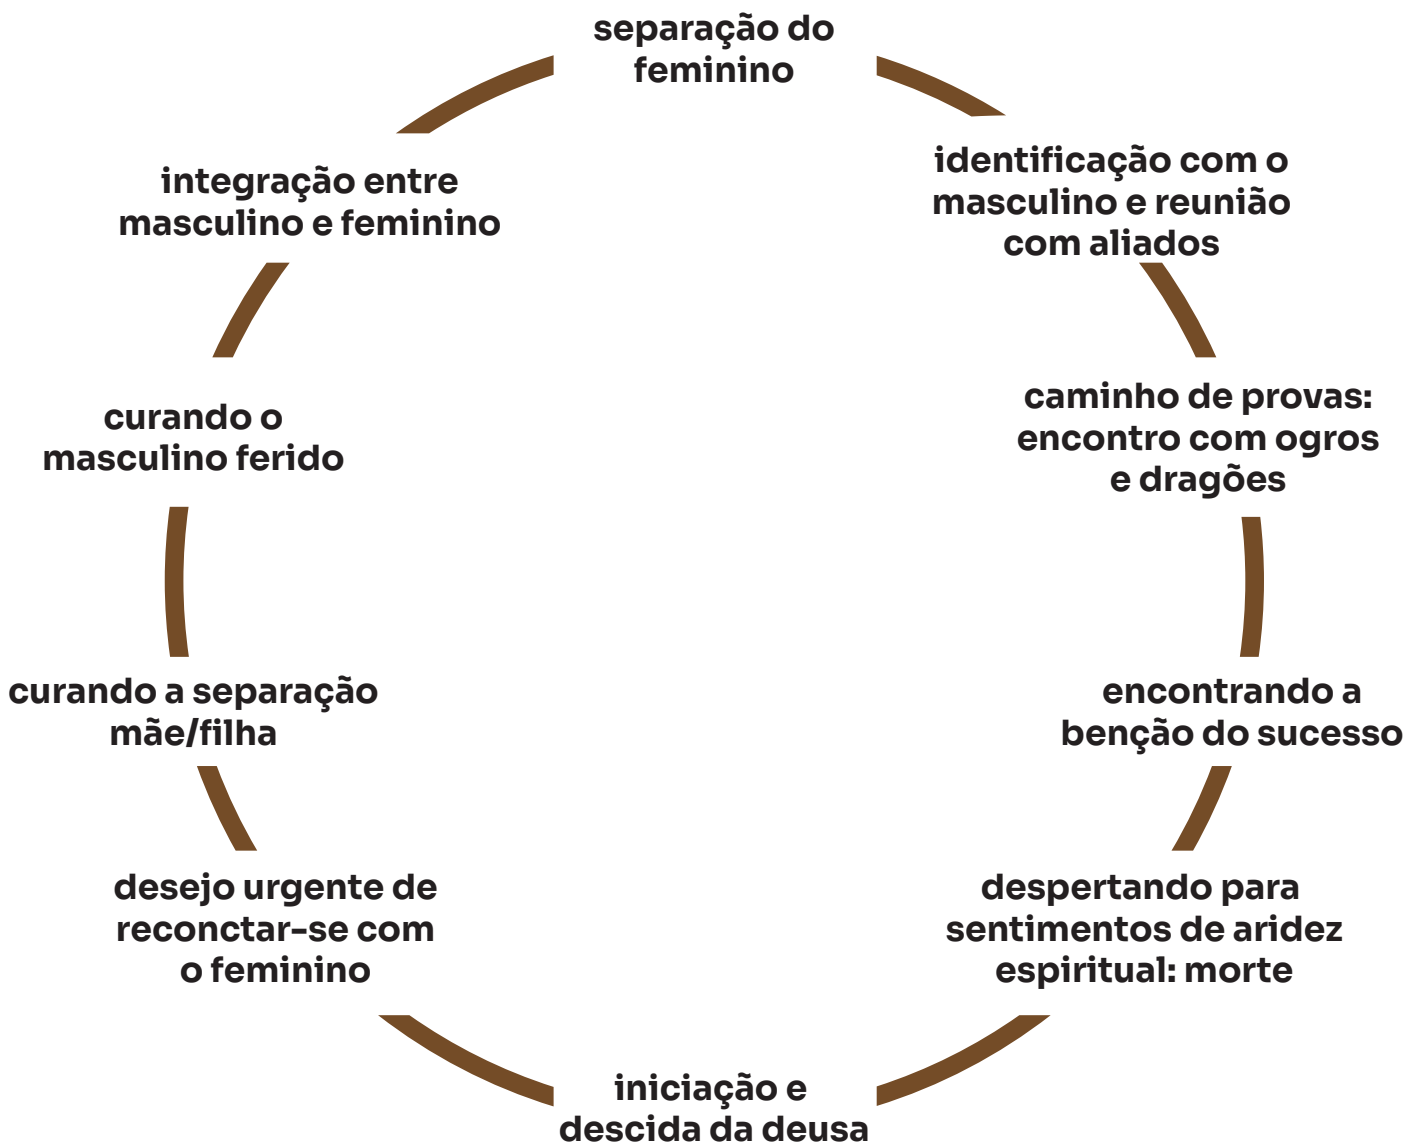 separação do
feminino
identificação com o
masculino e reunião
com aliados
caminho de provas:
encontro com ogros
e dragões
encontrando a
benção do sucesso
despertando para
sentimentos de aridez
espiritual: morte
iniciação e
descida da deusa
desejo urgente de
reconctar-se com
o feminino
curando a separação
mãe/filha
curando o
masculino ferido
integração entre
masculino e feminino